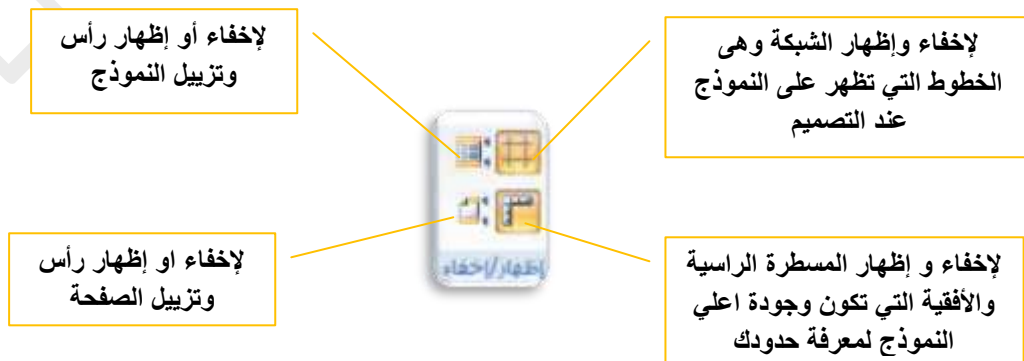 لإخفاء وإظهار الشبكة وهى
الخطوط التي تظهر على النموذج
عند التصميم
لإخفاء أو إظهار رأس
وتزييل النموذج
إظهار/إخفاء
لإخفاء و إظهار المسطرة الراسية
والأفقية التي تكون وجودة اعلي
النموذج لمعرفة حدودك
لإخفاء او إظهار رأس
وتزييل الصفحة